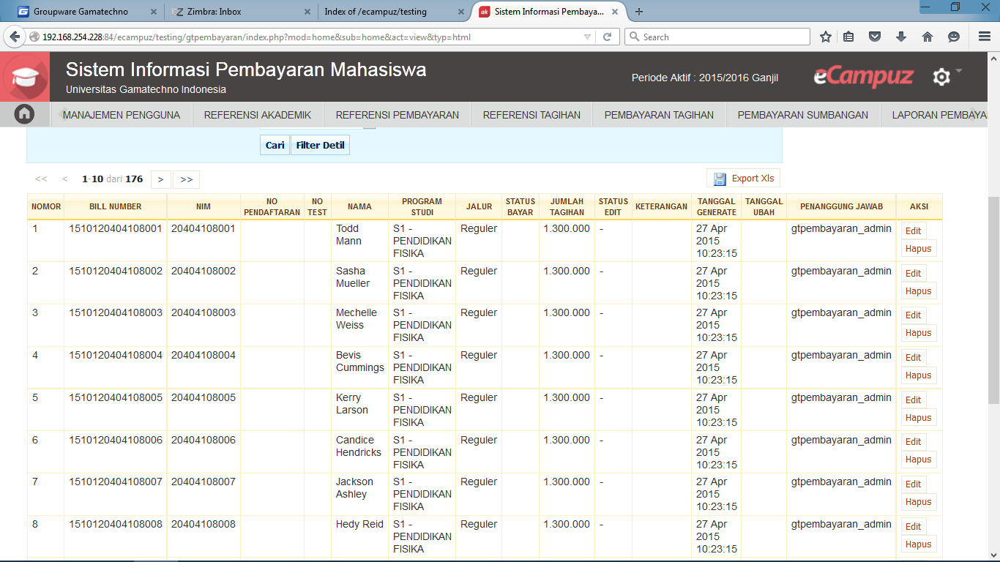 Groupware Gamatechno
Zimbra: Inbox
Index of /ecampuz/testing
Sistem Informasi Pembaya...
192.168.254.228:84/ecampuz/testing/gtpembayaran/index.php?mod=home&sub=home&act=view&typ=html
Search
Sistem Informasi Pembayaran Mahasiswa
Universitas Gamatechno Indonesia
Periode Aktif : 2015/2016 Ganjil
eCampuz
MANAJEMEN PENGGUNA REFERENSI AKADEMIK REFERENSI PEMBAYARAN REFERENSI TAGIHAN PEMBAYARAN TAGIHAN PEMBAYARAN SUMBANGAN LAPORAN PEMBAYA
Cari Filter Detil
<< < 1-10 dari 176 > >>
Export Xls
NOMOR BILL NUMBER NIM NO PENDAFTARAN NO TEST NAMA PROGRAM STUDI JALUR STATUS BAYAR JUMLAH TAGIHAN STATUS EDIT KETERANGAN TANGGAL GENERATE TANGGAL UBAH PENANGGUNG JAWAB AKSI
1 1510120404108001 20404108001 Todd Mann S1 - PENDIDIKAN FISIKA Reguler 1.300.000 - 27 Apr 2015 10:23:15 gtpembayaran_admin Edit Hapus
2 1510120404108002 20404108002 Sasha Mueller S1 - PENDIDIKAN FISIKA Reguler 1.300.000 - 27 Apr 2015 10:23:15 gtpembayaran_admin Edit Hapus
3 1510120404108003 20404108003 Mechelle Weiss S1 - PENDIDIKAN FISIKA Reguler 1.300.000 - 27 Apr 2015 10:23:15 gtpembayaran_admin Edit Hapus
4 1510120404108004 20404108004 Bevis Cummings S1 - PENDIDIKAN FISIKA Reguler 1.300.000 - 27 Apr 2015 10:23:15 gtpembayaran_admin Edit Hapus
5 1510120404108005 20404108005 Kerry Larson S1 - PENDIDIKAN FISIKA Reguler 1.300.000 - 27 Apr 2015 10:23:15 gtpembayaran_admin Edit Hapus
6 1510120404108006 20404108006 Candice Hendricks S1 - PENDIDIKAN FISIKA Reguler 1.300.000 - 27 Apr 2015 10:23:15 gtpembayaran_admin Edit Hapus
7 1510120404108007 20404108007 Jackson Ashley S1 - PENDIDIKAN FISIKA Reguler 1.300.000 - 27 Apr 2015 10:23:15 gtpembayaran_admin Edit Hapus
8 1510120404108008 20404108008 Hedy Reid S1 - PENDIDIKAN FISIKA Reguler 1.300.000 - 27 Apr 2015 10:23:15 gtpembayaran_admin Edit Hapus